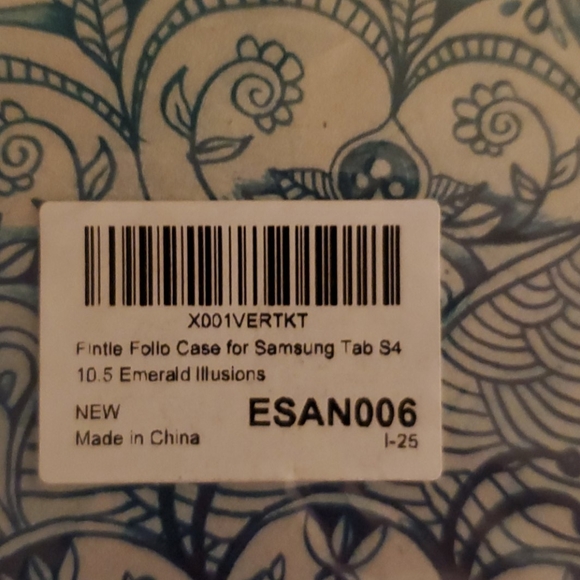 X001VERTKT
Fintie Folio Case for Samsung Tab S4
10.5 Emerald Illusions
NEW
ESAN006
Made in China
I-25